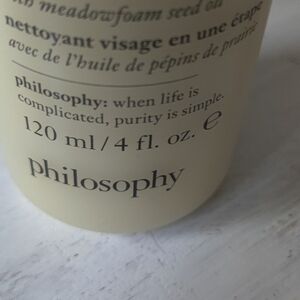 meadowfoam seed oil
nettoyant visage en une étape
avec de l'huile de pépins de prairie
philosophy: when life is
complicated, purity is simple.
120 ml / 4 fl. oz. e
philosophy